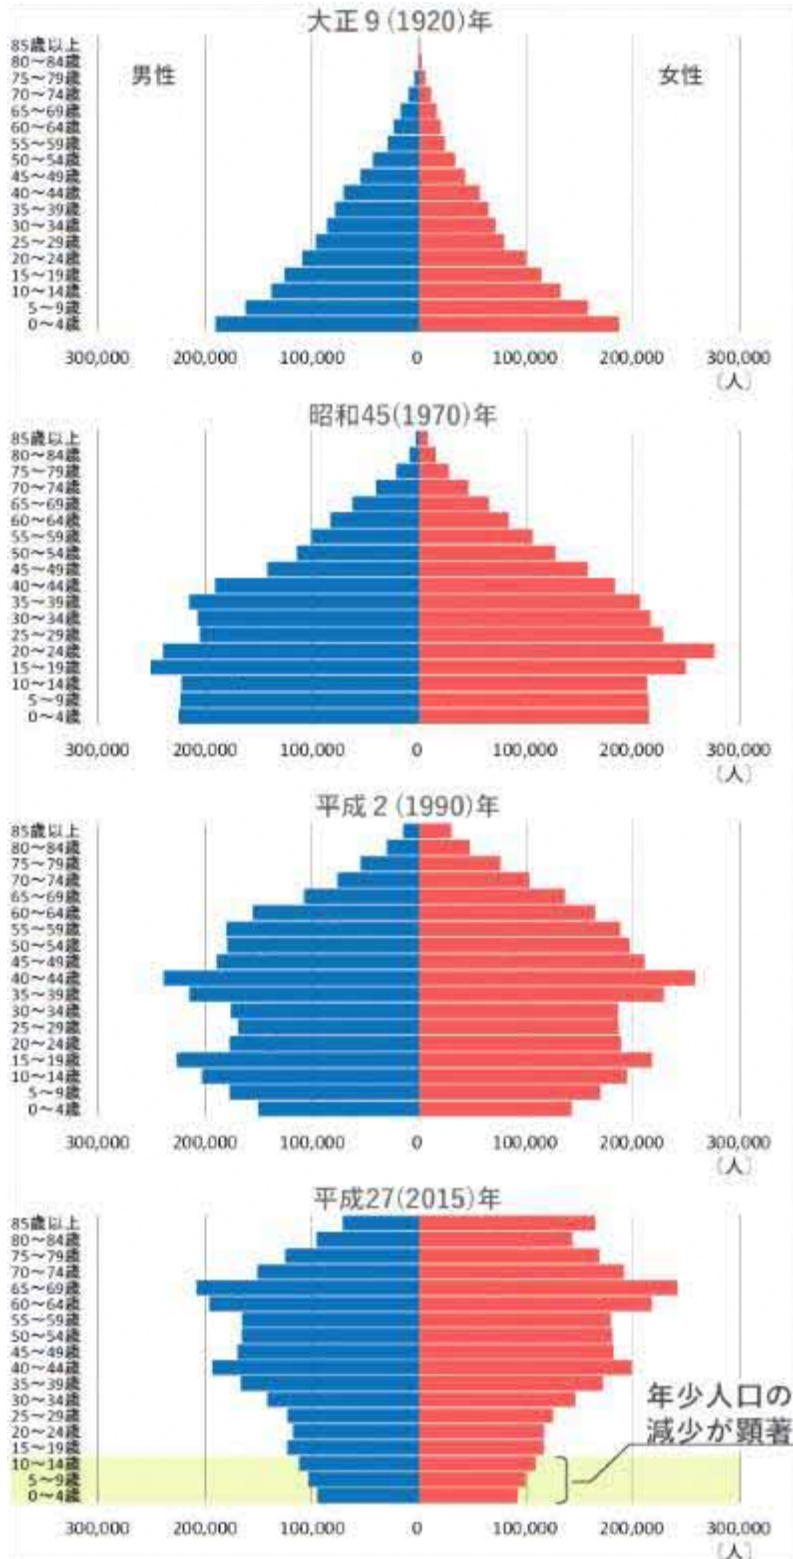 大正9(1920)年
85歳以上
80～84歳
75～79歳
男性
女性
70～74歳
65～69歳
60～64歳
55～59歳
50～54歳
45～49歳
40～44歳
35～39歳
30～34歳
25～29歳
20～24歳
15～19歳
10～14歳
5～9歳
0～4歳
300,000 200,000 100,000 0 100,000 200,000 300,000
〔人〕
昭和45(1970)年
85歳以上
80～84歳
75～79歳
70～74歳
65～69歳
60～64歳
55～59歳
50～54歳
45～49歳
40～44歳
35～39歳
30～34歳
25～29歳
20～24歳
15～19歳
10～14歳
5～9歳
0～4歳
300,000 200,000 100,000 0 100,000 200,000 300,000
〔人〕
平成2(1990)年
85歳以上
80～84歳
75～79歳
70～74歳
65～69歳
60～64歳
55～59歳
50～54歳
45～49歳
40～44歳
35～39歳
30～34歳
25～29歳
20～24歳
15～19歳
10～14歳
5～9歳
0～4歳
300,000 200,000 100,000 0 100,000 200,000 300,000
〔人〕
平成27(2015)年
85歳以上
80～84歳
75～79歳
70～74歳
65～69歳
60～64歳
55～59歳
50～54歳
45～49歳
40～44歳
35～39歳
30～34歳
25～29歳
20～24歳
15～19歳
10～14歳
5～9歳
0～4歳
年少人口の
減少が顕著
300,000 200,000 100,000 0 100,000 200,000 300,000
〔人〕